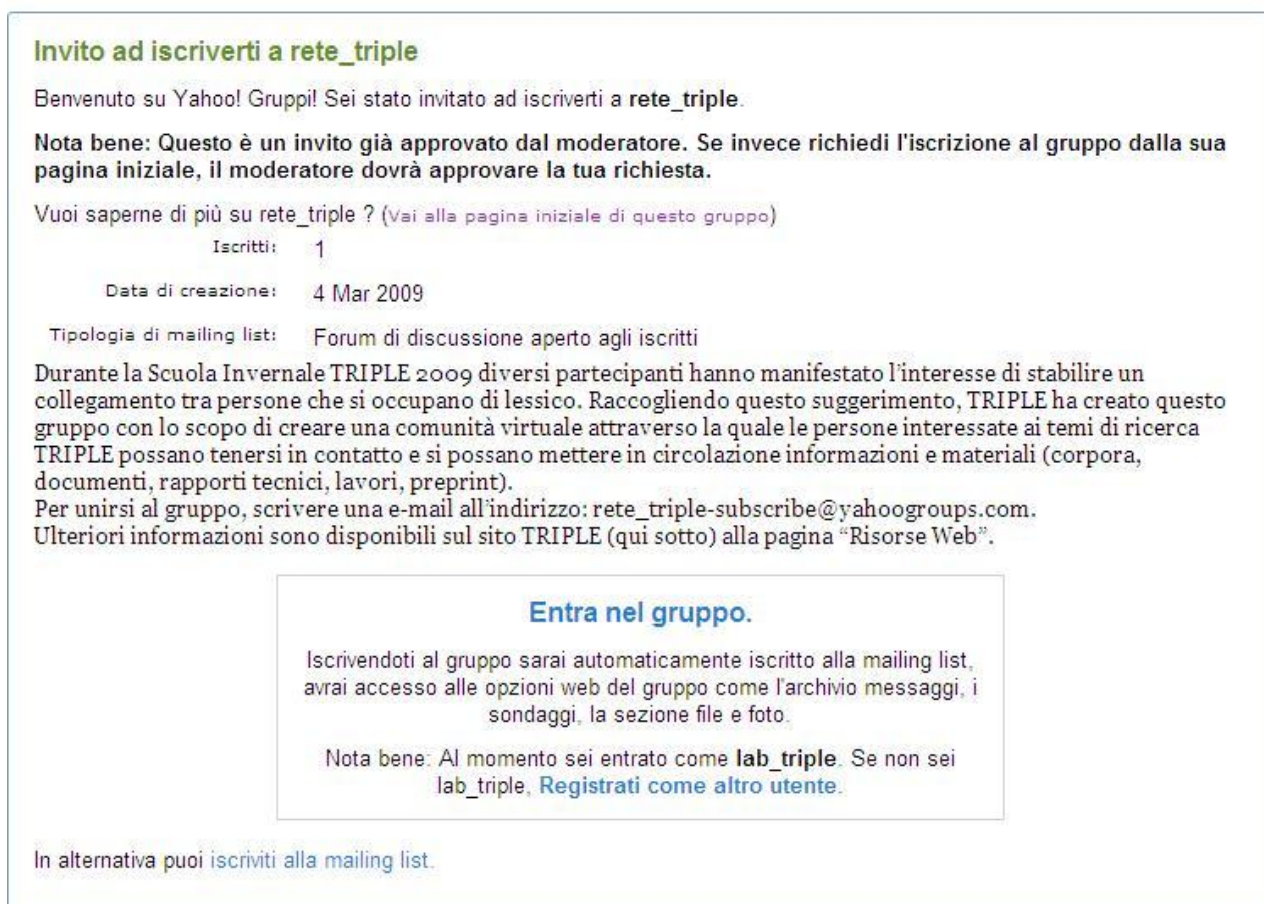 Invito ad iscriverti a rete_triple
Benvenuto su Yahoo! Gruppi! Sei stato invitato ad iscriverti a rete_triple.
Nota bene: Questo è un invito già approvato dal moderatore. Se invece richiedi l'iscrizione al gruppo dalla sua
pagina iniziale, il moderatore dovrà approvare la tua richiesta.
Vuoi saperne di più su rete_triple ? (Vai alla pagina iniziale di questo gruppo)
Iscritti: 1
Data di creazione: 4 Mar 2009
Tipologia di mailing list: Forum di discussione aperto agli iscritti
Durante la Scuola Invernale TRIPLE 2009 diversi partecipanti hanno manifestato l'interesse di stabilire un
collegamento tra persone che si occupano di lessico. Raccogliendo questo suggerimento, TRIPLE ha creato questo
gruppo con lo scopo di creare una comunità virtuale attraverso la quale le persone interessate ai temi di ricerca
TRIPLE possano tenersi in contatto e si possano mettere in circolazione informazioni e materiali (corpora,
documenti, rapporti tecnici, lavori, preprint).
Per unirsi al gruppo, scrivere una e-mail all'indirizzo: rete_triple-subscribe@yahoogroups.com.
Ulteriori informazioni sono disponibili sul sito TRIPLE (qui sotto) alla pagina “Risorse Web”.
Entra nel gruppo.
Iscrivendoti al gruppo sarai automaticamente iscritto alla mailing list,
avrai accesso alle opzioni web del gruppo come l'archivio messaggi, i
sondaggi, la sezione file e foto.
Nota bene: Al momento sei entrato come lab_triple. Se non sei
lab_triple, Registrati come altro utente.
In alternativa puoi iscriviti alla mailing list.